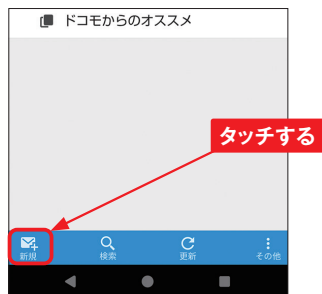 ドコモからのオススメ
タッチする
新規
検索
更新
その他